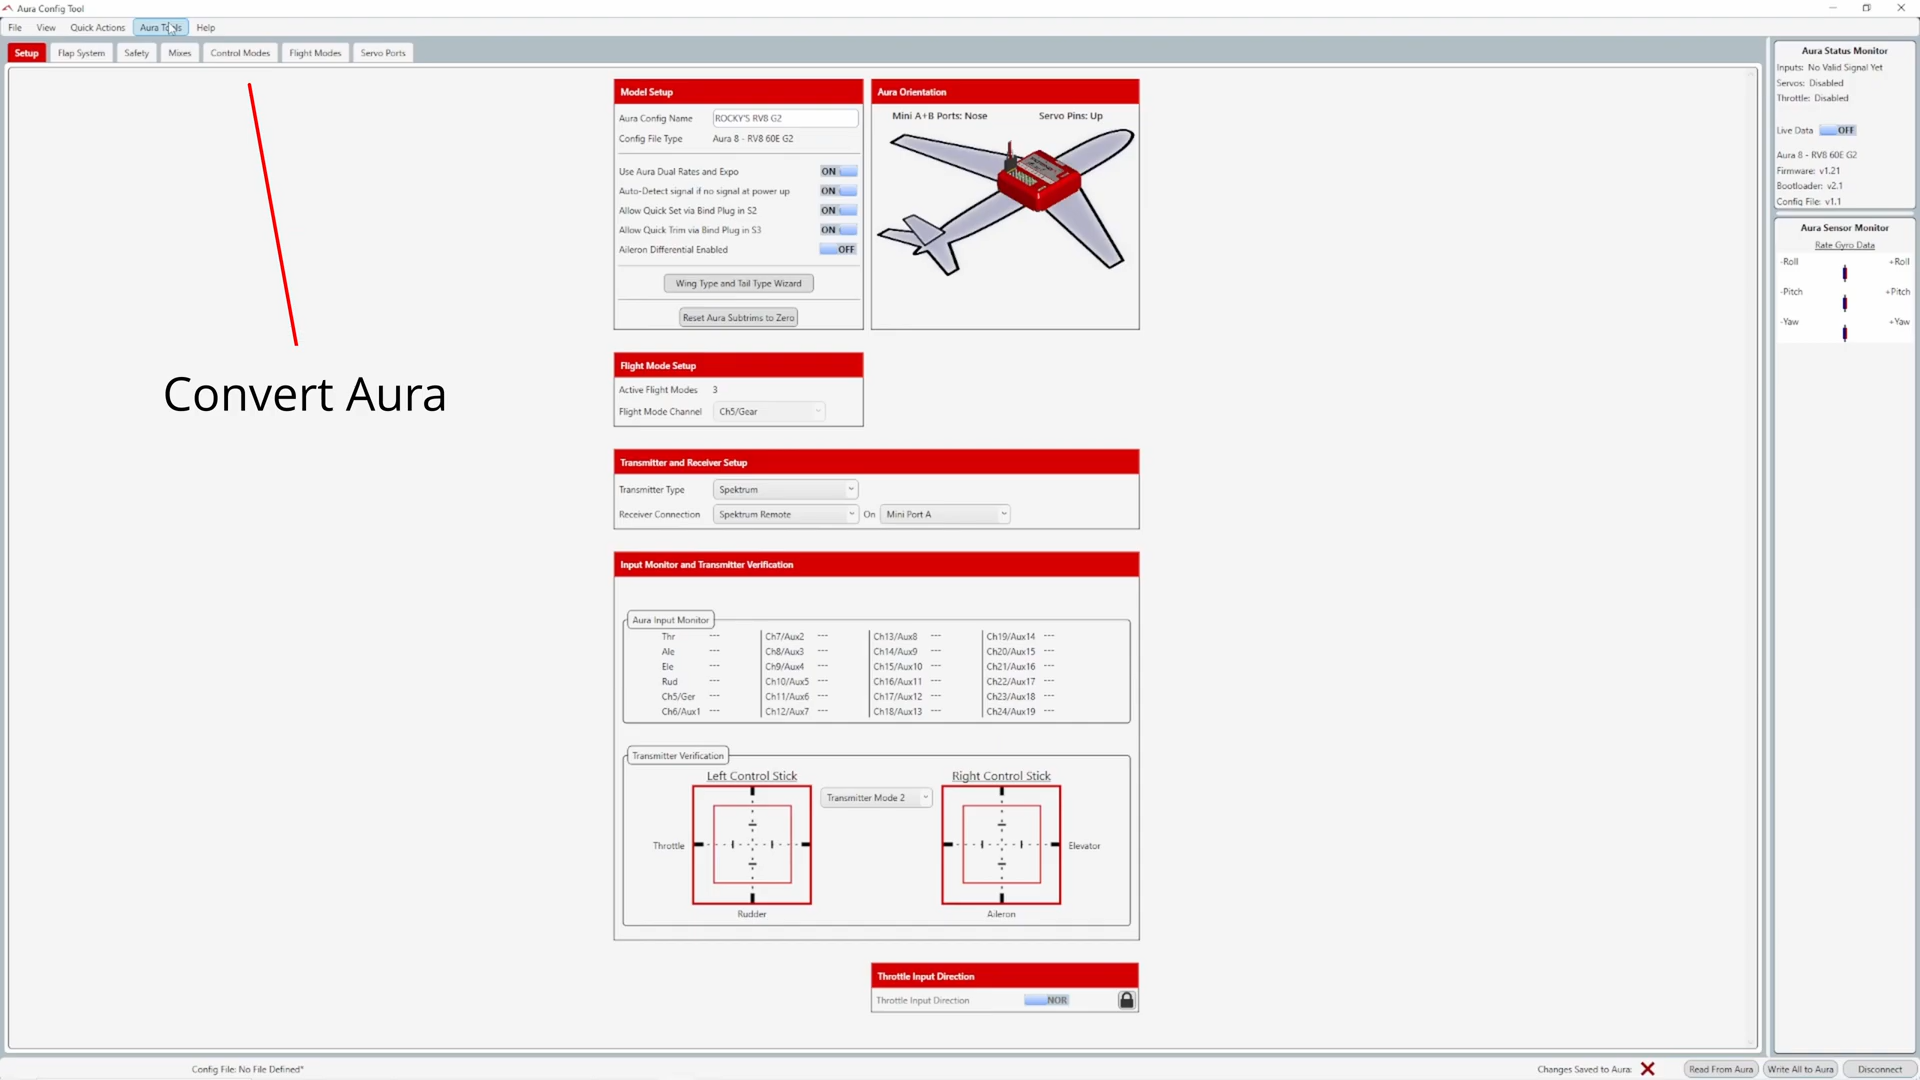 Aura Config Tool
File View Quick Actions Aura Tools Help
Setup Flap System Safety Mixes Control Modes Flight Modes Servo Ports
Convert Aura
Model Setup
Aura Config Name ROCKY'S RV8 G2
Config File Type Aura 8 - RV8 60E G2
Use Aura Dual Rates and Expo ON
Auto-Detect signal if no signal at power up ON
Allow Quick Set via Bind Plug in S2 ON
Allow Quick Trim via Bind Plug in S3 ON
Aileron Differential Enabled OFF
Wing Type and Tail Type Wizard
Reset Aura Subtrims to Zero
Aura Orientation
Mini A+B Ports: Nose Servo Pins: Up
Flight Mode Setup
Active Flight Modes 3
Flight Mode Channel Ch5/Gear
Transmitter and Receiver Setup
Transmitter Type Spektrum
Receiver Connection Spektrum Remote On Mini Port A
Input Monitor and Transmitter Verification
Aura Input Monitor
Thr --- Ch7/Aux2 --- Ch13/Aux8 --- Ch19/Aux14 ---
Ale --- Ch8/Aux3 --- Ch14/Aux9 --- Ch20/Aux15 ---
Ele --- Ch9/Aux4 --- Ch15/Aux10 --- Ch21/Aux16 ---
Rud --- Ch10/Aux5 --- Ch16/Aux11 --- Ch22/Aux17 ---
Ch5/Ger --- Ch11/Aux6 --- Ch17/Aux12 --- Ch23/Aux18 ---
Ch6/Aux1 --- Ch12/Aux7 --- Ch18/Aux13 --- Ch24/Aux19 ---
Transmitter Verification
Left Control Stick Right Control Stick
Transmitter Mode 2
Throttle Elevator
Rudder Aileron
Throttle Input Direction
Throttle Input Direction NOR
Aura Status Monitor
Inputs: No Valid Signal Yet
Servos: Disabled
Throttle: Disabled
Live Data OFF
Aura 8 - RV8 60E G2
Firmware: v1.21
Bootloader: v2.1
Config File: v1.1
Aura Sensor Monitor
Rate Gyro Data
-Roll +Roll
-Pitch +Pitch
-Yaw +Yaw
Config File: No File Defined* Changes Saved to Aura: Read From Aura Write All to Aura Disconnect